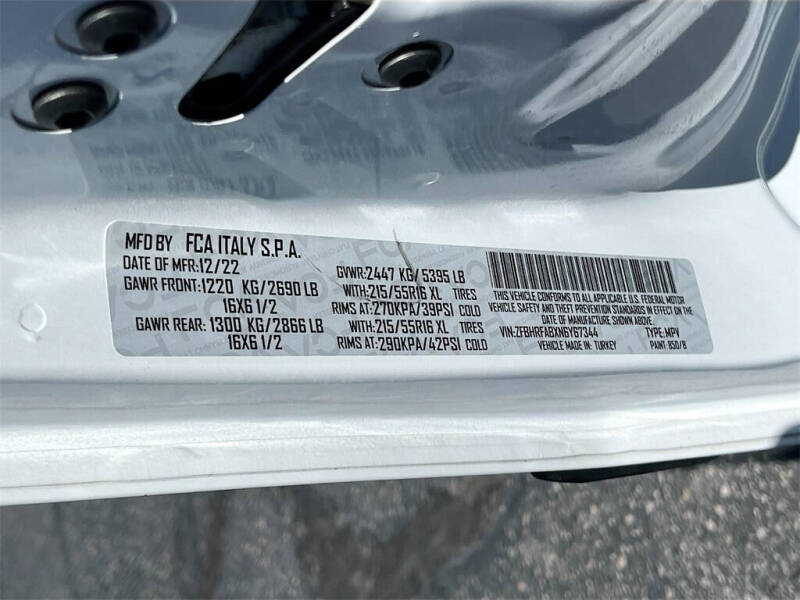 MFD BY FCA ITALY S.P.A.
DATE OF MFR:12/22
GAWR FRONT:1220 KG/2690 LB
16X6 1/2
GAWR REAR:1300 KG/2866 LB
16X6 1/2
GVWR:2447 KG/5395 LB
WITH:215/55R16 XL TIRES
RIMS AT:270KPA/39PSI COLD
WITH:215/55R16 XL TIRES
RIMS AT:290KPA/42PSI COLD
THIS VEHICLE CONFORMS TO ALL APPLICABLE U.S. FEDERAL MOTOR
VEHICLE SAFETY AND THEFT PREVENTION STANDARDS IN EFFECT ON THE
DATE OF MANUFACTURE SHOWN ABOVE
VIN:ZFBHRFABXN6Y67344 TYPE:MPV
VEHICLE MADE IN: TURKEY PAINT: 850/B